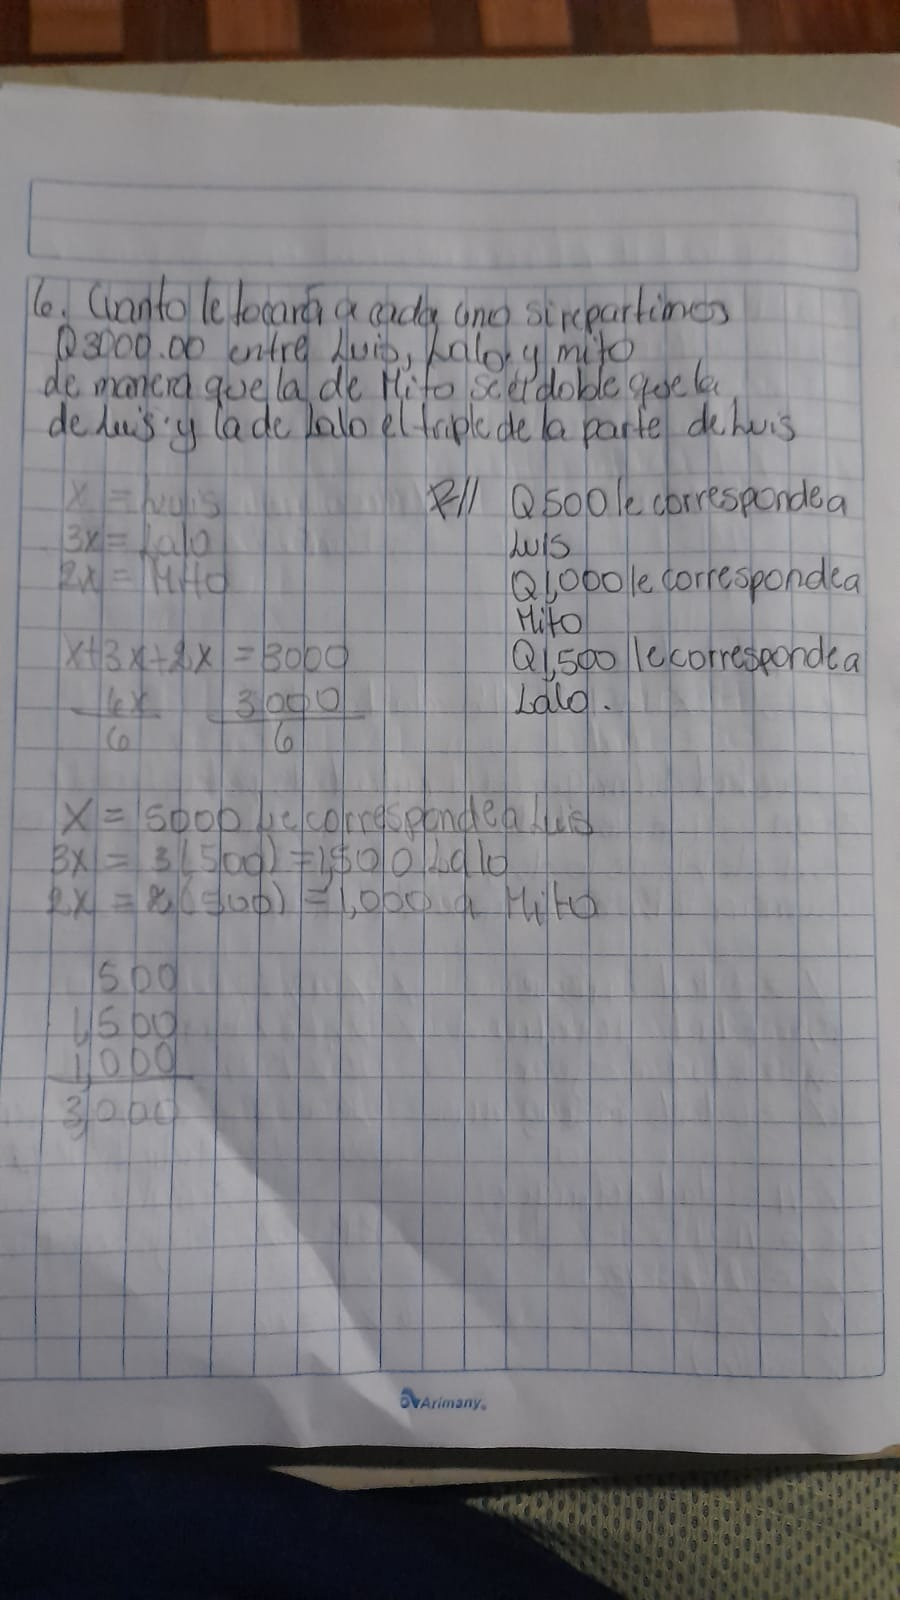 6. Cuanto le tocará a cada uno si repartimos
Q3000.00 entre Luis, Lalo y mito
de manera que la de Mito sea el doble que la
de Luis y la de Lalo el triple de la parte de Luis
x = Luis
3x = Lalo
2x = Mito
x+3x+2x = 3000
6x 3000
6 6
x = 5000 Le corresponde a Luis
3x = 3(500) = 1,500 Lalo
2x = 2(500) = 1,000 a Mito
500
1,500
1,000
3,000
R// Q500 le corresponde a
Luis
Q1,000 le corresponde a
Mito
Q1,500 le corresponde a
Lalo.
Arimany